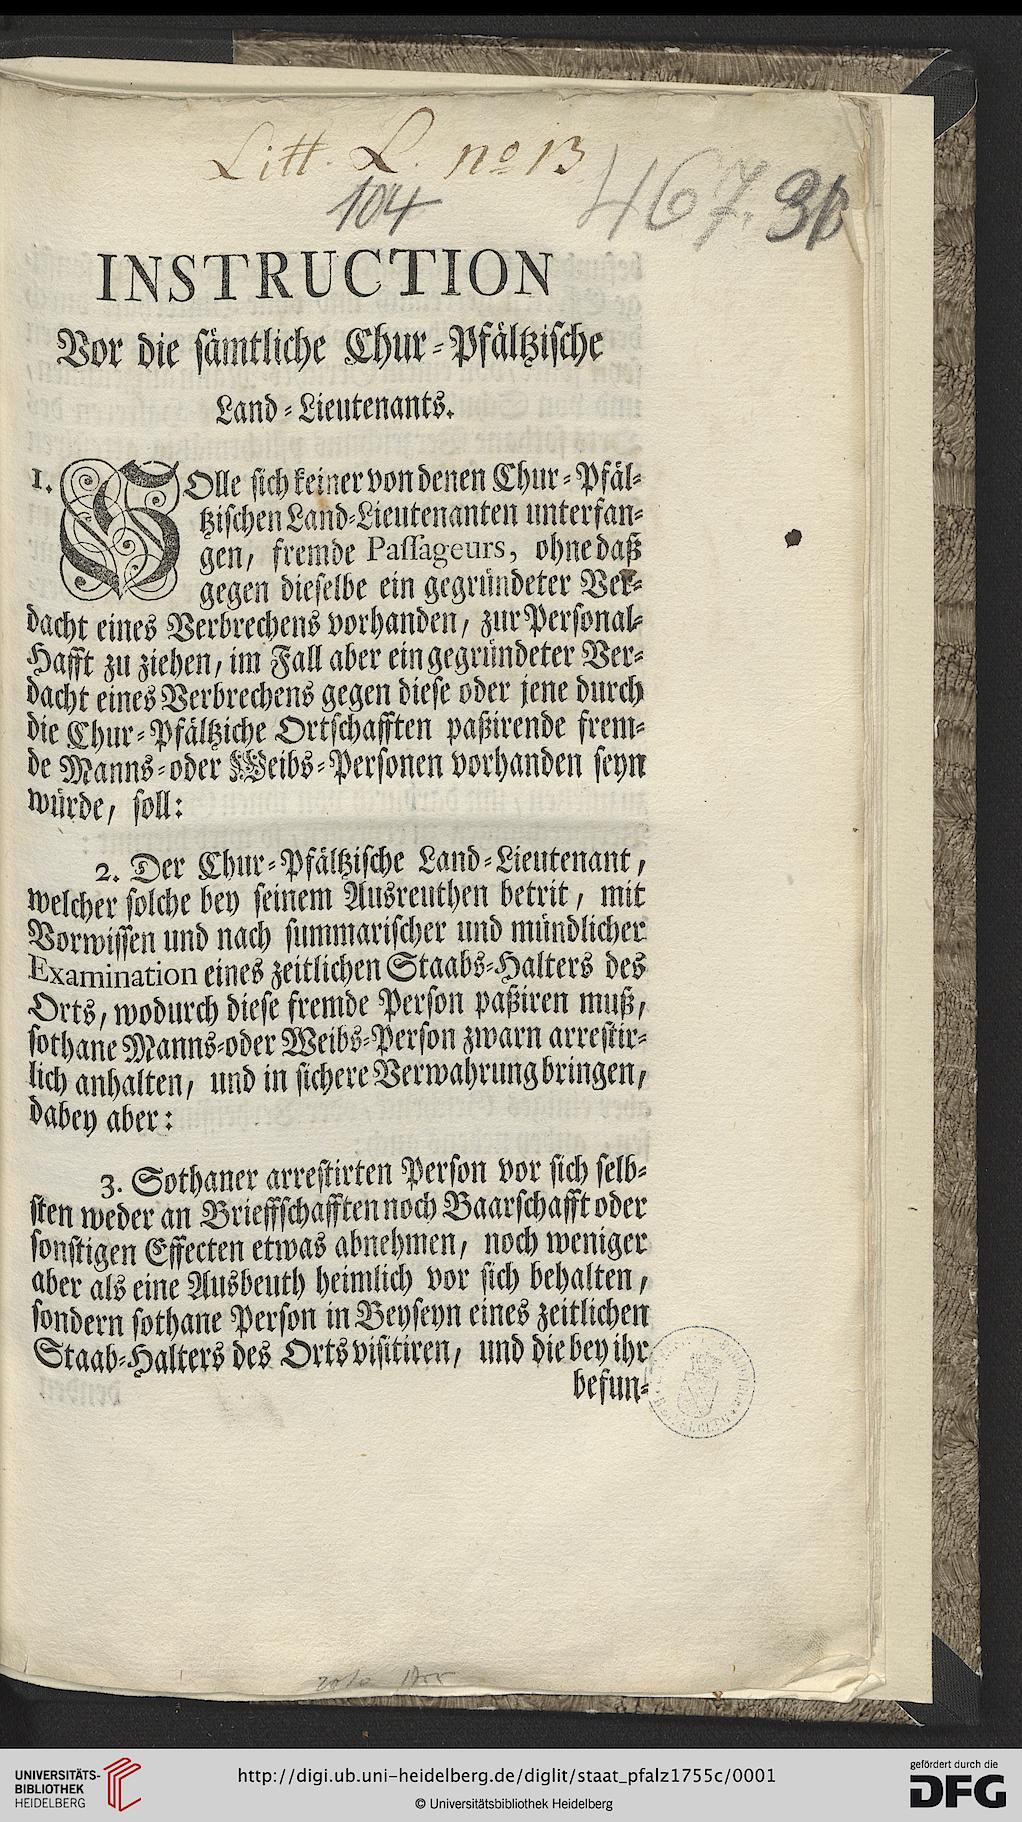 Litt. L. no 13
104
467.
INSTRUCTION
Vor die sämtliche Chur-Pfältzische
Land-Lieutenants.
1. SOlle sich keiner von denen Chur-Pfäl-
tzischen Land-Lieutenanten unterfan-
gen, fremde Passageurs, ohne daß
gegen dieselbe ein gegründeter Ver-
dacht eines Verbrechens vorhanden, zur Personal-
Hafft zu ziehen, im Fall aber ein gegründeter Ver-
dacht eines Verbrechens gegen diese oder jene durch
die Chur-Pfältziche Ortschafften paßirende frem-
de Manns-oder Weibs-Personen vorhanden seyn
würde, soll:
2. Der Chur-Pfältzische Land-Lieutenant,
welcher solche bey seinem Ausreuthen betrit, mit
Vorwissen und nach summarischer und mündlicher
Examination eines zeitlichen Staabs-Halters des
Orts, wodurch diese fremde Person paßiren muß,
sothane Manns-oder Weibs-Person zwarn arrestir-
lich anhalten, und in sichere Verwahrung bringen,
dabey aber:
3. Sothaner arrestirten Person vor sich selb-
sten weder an Brieffschafften noch Baarschafft oder
sonstigen Effecten etwas abnehmen, noch weniger
aber als eine Ausbeuth heimlich vor sich behalten,
sondern sothane Person in Beyseyn eines zeitlichen
Staab-Halters des Orts visitiren, und die bey ihr
befun-
UNIVERSITÄTS-
BIBLIOTHEK
HEIDELBERG
http://digi.ub.uni-heidelberg.de/diglit/staat_pfalz1755c/0001
© Universitätsbibliothek Heidelberg
gefördert durch die
DFG